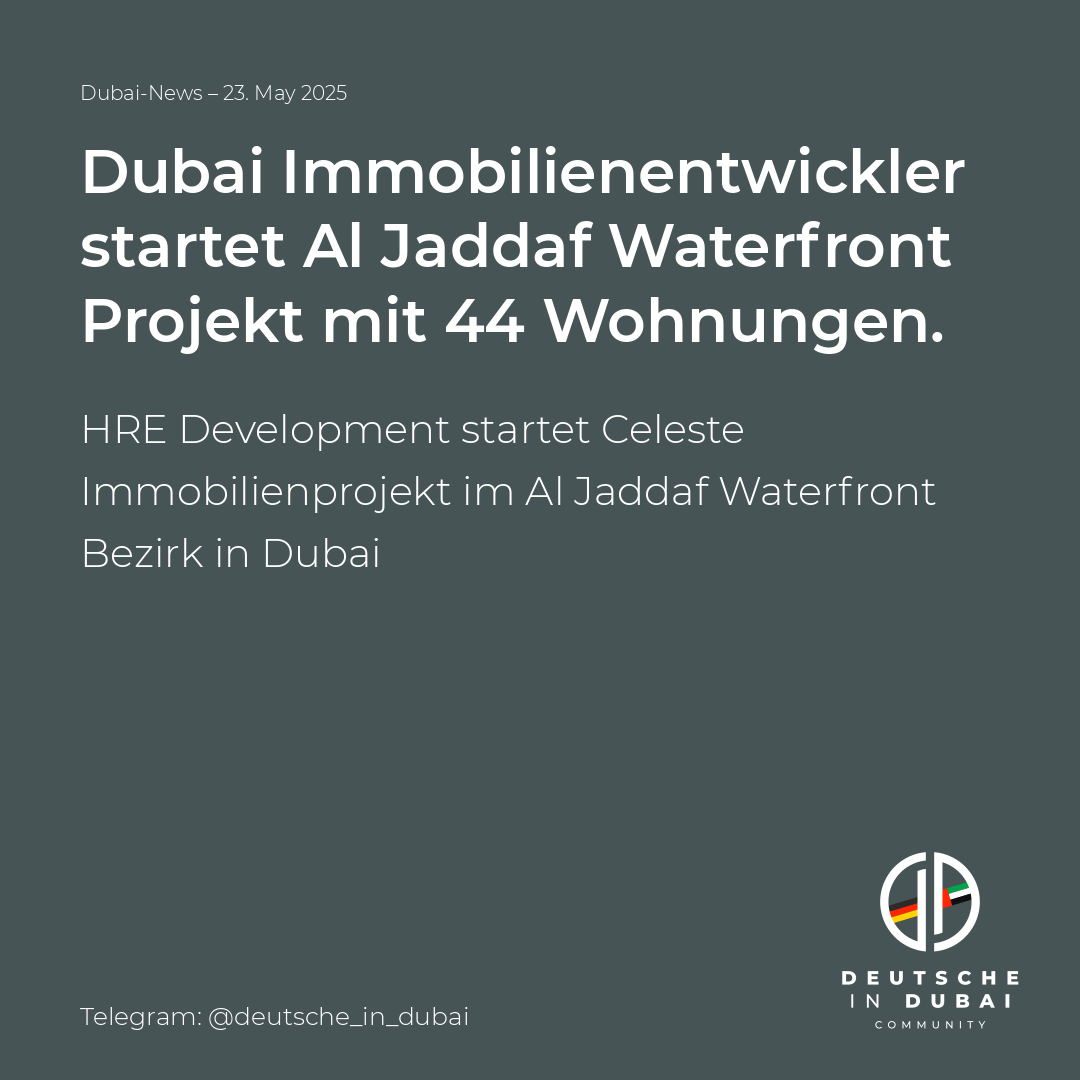 Dubai-News – 23. May 2025
Dubai Immobilienentwickler
startet Al Jaddaf Waterfront
Projekt mit 44 Wohnungen.
HRE Development startet Celeste
Immobilienprojekt im Al Jaddaf Waterfront
Bezirk in Dubai
DEUTSCHE
IN DUBAI
COMMUNITY
Telegram: @deutsche_in_dubai